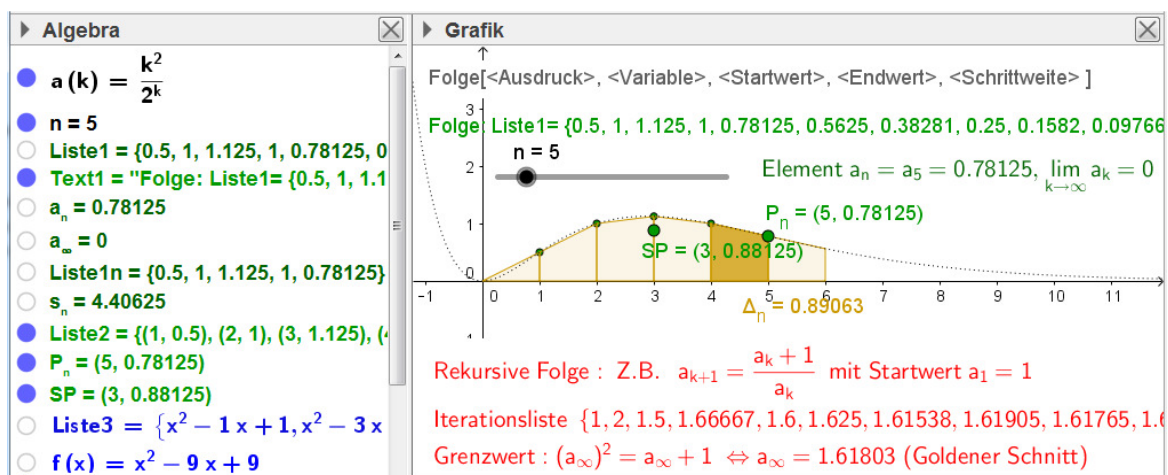 Algebra
a (k) = k² / 2ᵏ
n = 5
Liste1 = {0.5, 1, 1.125, 1, 0.78125, 0
Text1 = "Folge: Liste1= {0.5, 1, 1.1
aₙ = 0.78125
a∞ = 0
Liste1n = {0.5, 1, 1.125, 1, 0.78125}
sₙ = 4.40625
Liste2 = {(1, 0.5), (2, 1), (3, 1.125), (4
Pₙ = (5, 0.78125)
SP = (3, 0.88125)
Liste3 = {x² − 1 x + 1, x² − 3 x
f (x) = x² − 9 x + 9
Grafik
Folge[<Ausdruck>, <Variable>, <Startwert>, <Endwert>, <Schrittweite> ]
3
Folge: Liste1= {0.5, 1, 1.125, 1, 0.78125, 0.5625, 0.38281, 0.25, 0.1582, 0.09766
n = 5
2
Element aₙ = a₅ = 0.78125, lim k→∞ aₖ = 0
Pₙ = (5, 0.78125)
1
SP = (3, 0.88125)
0
-1 0 1 2 3 4 5 6 7 8 9 10 11
Δₙ = 0.89063
Rekursive Folge : Z.B. aₖ₊₁ = (aₖ + 1) / aₖ mit Startwert a₁ = 1
Iterationsliste {1, 2, 1.5, 1.66667, 1.6, 1.625, 1.61538, 1.61905, 1.61765, 1.6
Grenzwert : (a∞)² = a∞ + 1 ⇔ a∞ = 1.61803 (Goldener Schnitt)